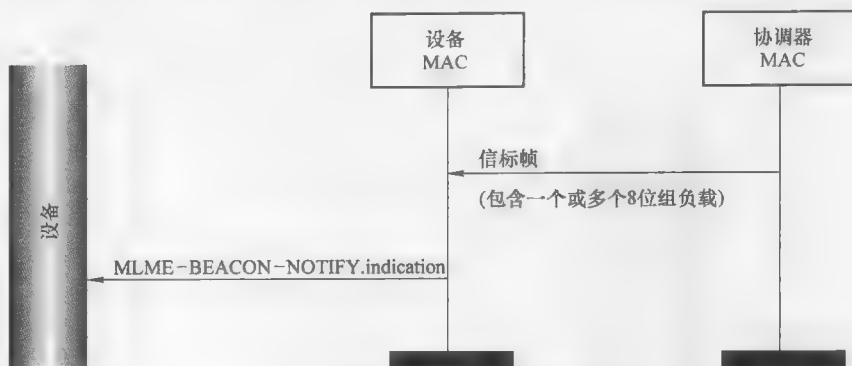 设备
MAC
协调器
MAC
信标帧
(包含一个或多个8位组负载)
设备
MLME-BEACON-NOTIFY.indication